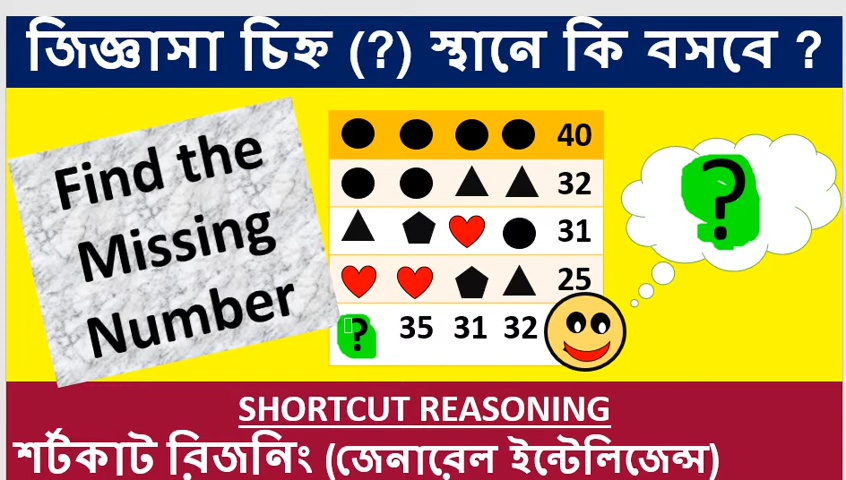 জিজ্ঞাসা চিহ্ন (?) স্থানে কি বসবে ?
Find the
Missing
Number
40
32
31
25
? 35 31 32
?
SHORTCUT REASONING
শর্টকাট রিজনিং (জেনারেল ইন্টেলিজেন্স)